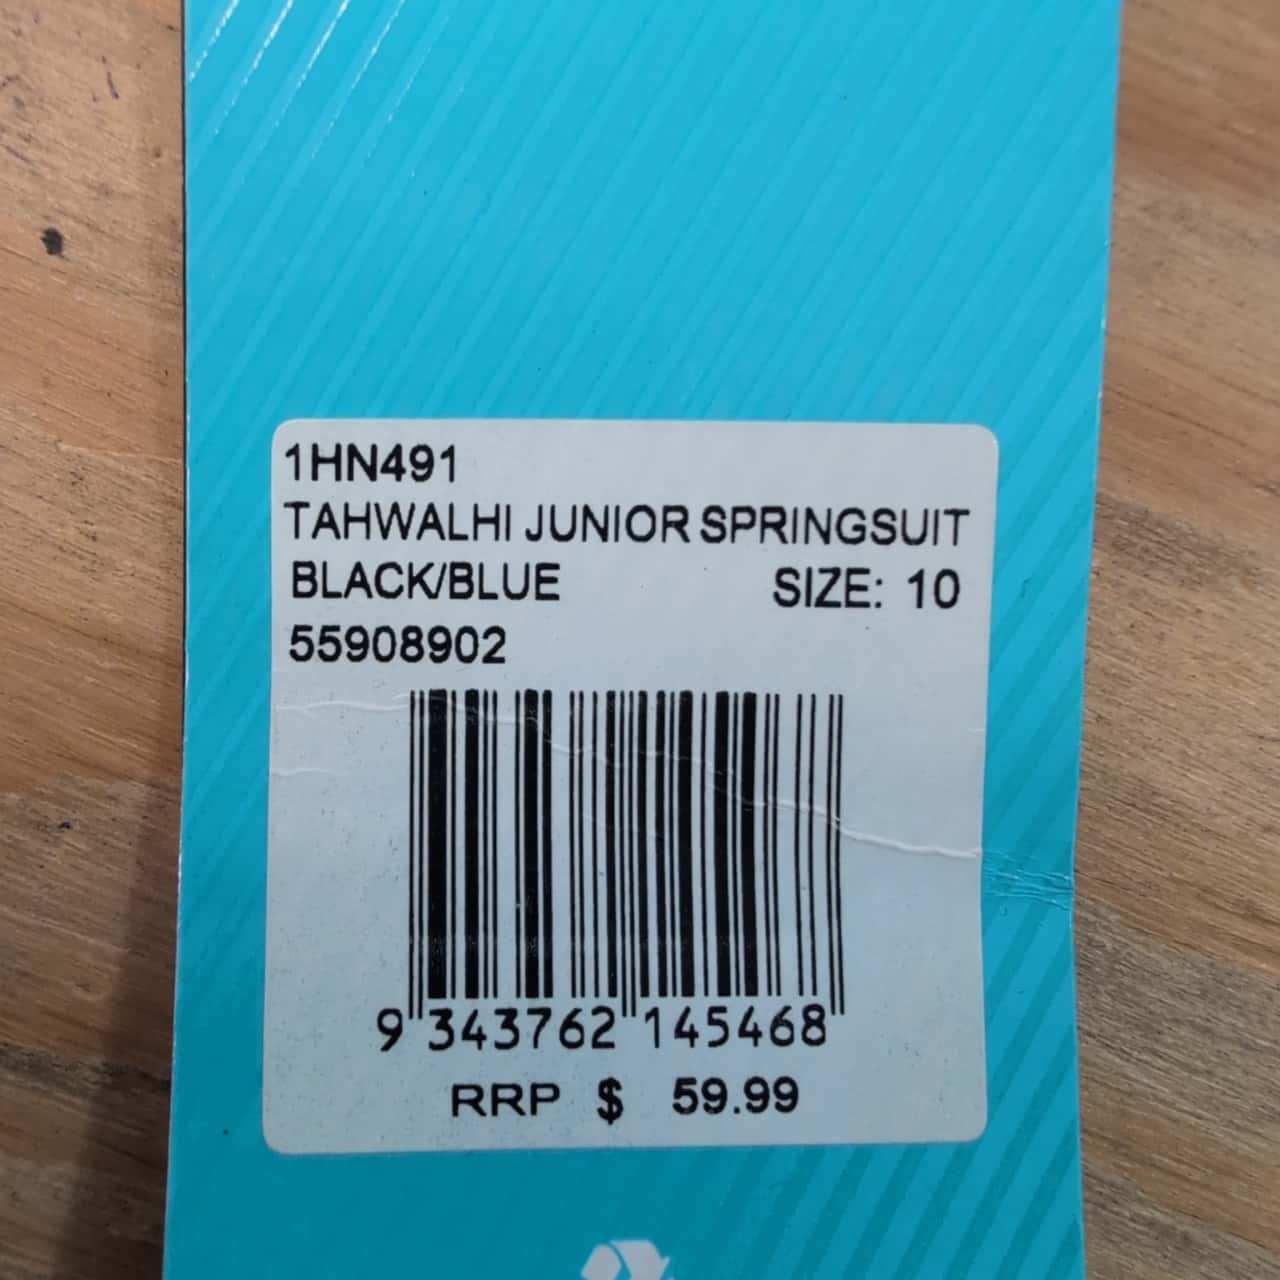 1HN491
TAHWALHI JUNIOR SPRINGSUIT
BLACK/BLUE SIZE: 10
55908902
9 343762 145468
RRP $ 59.99